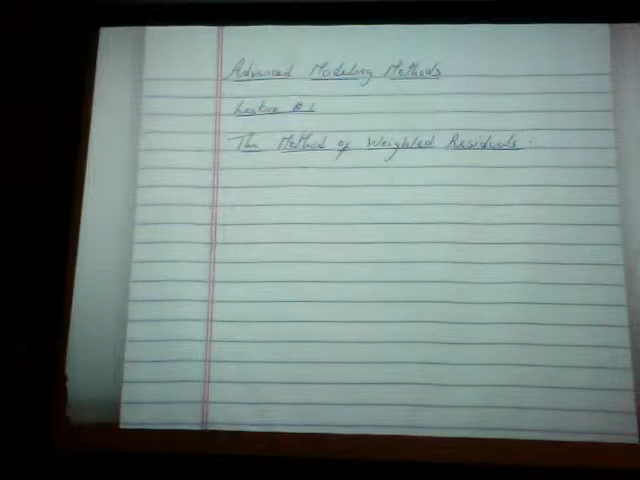 Advanced Modeling Methods
Lecture # 1
The Method of Weighted Residuals: